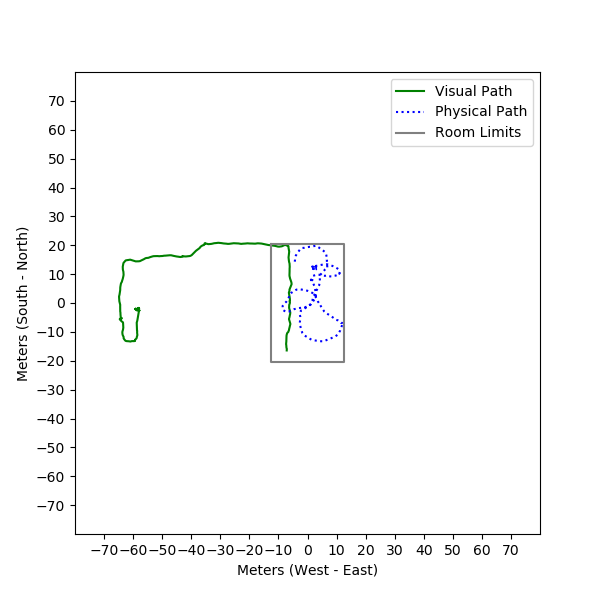 Visual Path
Physical Path
Room Limits
Meters (South - North)
70
60
50
40
30
20
10
0
−10
−20
−30
−40
−50
−60
−70
−70 −60 −50 −40 −30 −20 −10 0 10 20 30 40 50 60 70
Meters (West - East)